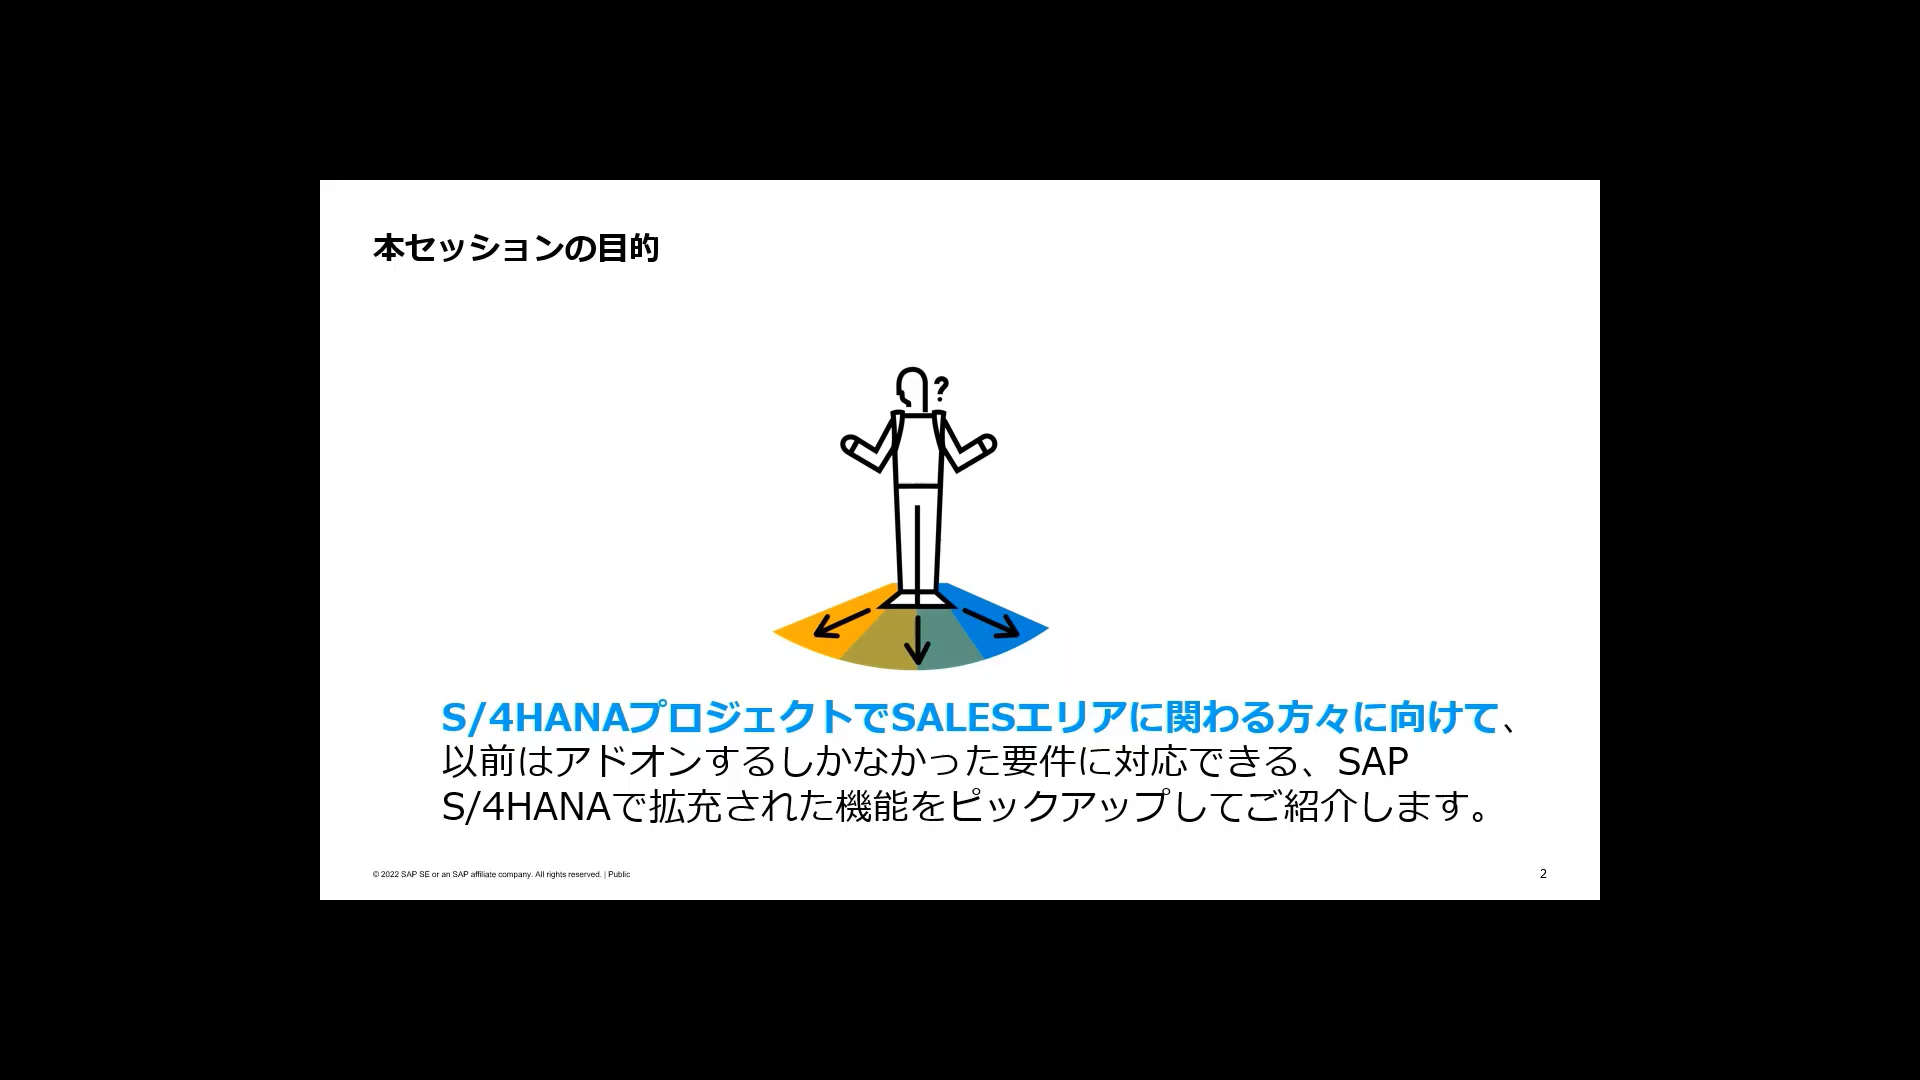 本セッションの目的
?
S/4HANAプロジェクトでSALESエリアに関わる方々に向けて、
以前はアドオンするしかなかった要件に対応できる、SAP
S/4HANAで拡充された機能をピックアップしてご紹介します。
© 2022 SAP SE or an SAP affiliate company. All rights reserved. | Public
2